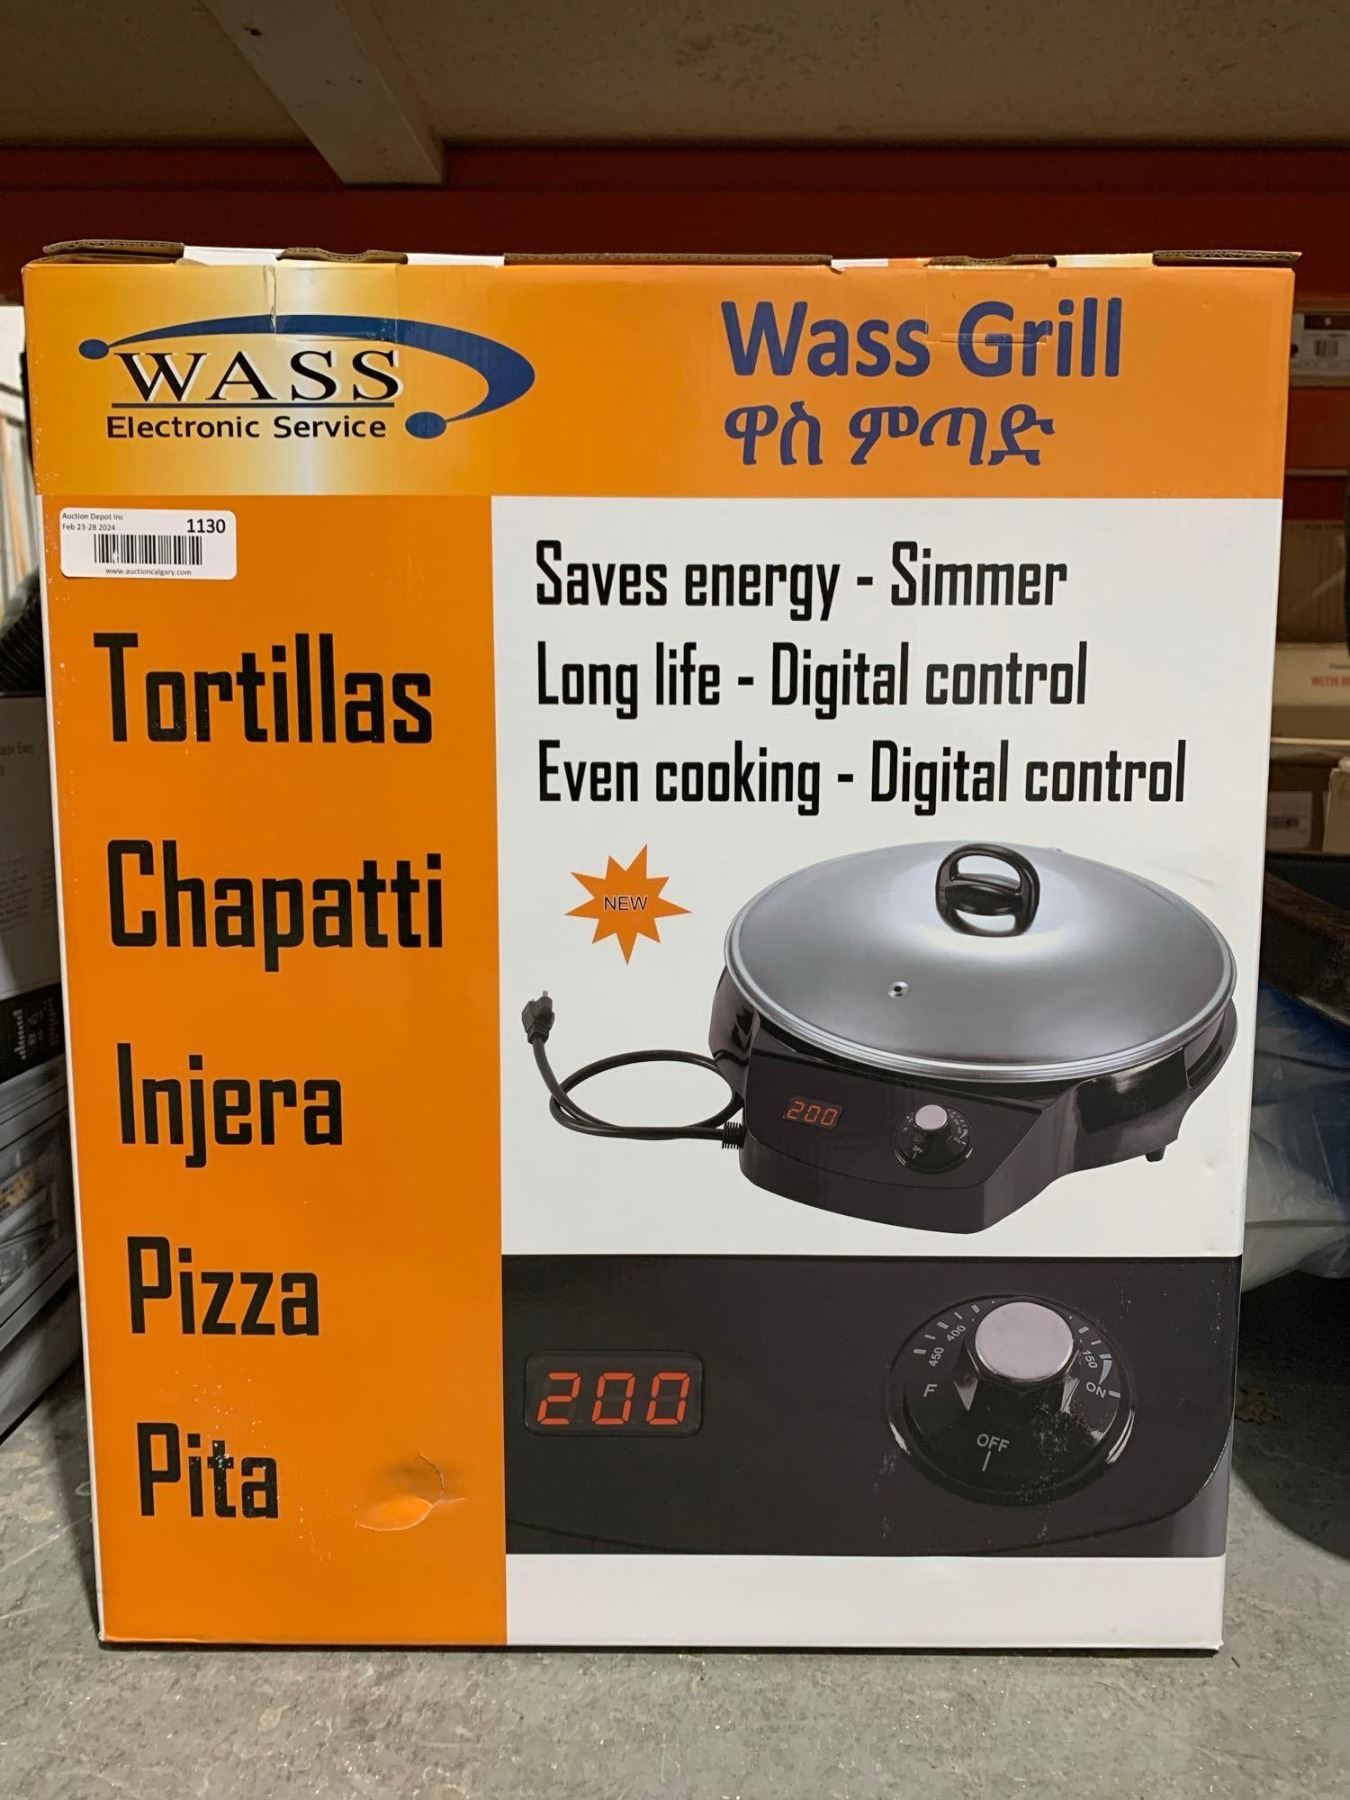 WASS
Electronic Service
Wass Grill
ዋስ ምጣድ
Auction Depot Inc
Feb 23-28 2024
1130
www.auctioncalgary.com
Tortillas
Chapatti
Injera
Pizza
Pita
Saves energy - Simmer
Long life - Digital control
Even cooking - Digital control
NEW
200
OFF
200
450
400
150
F
ON
OFF